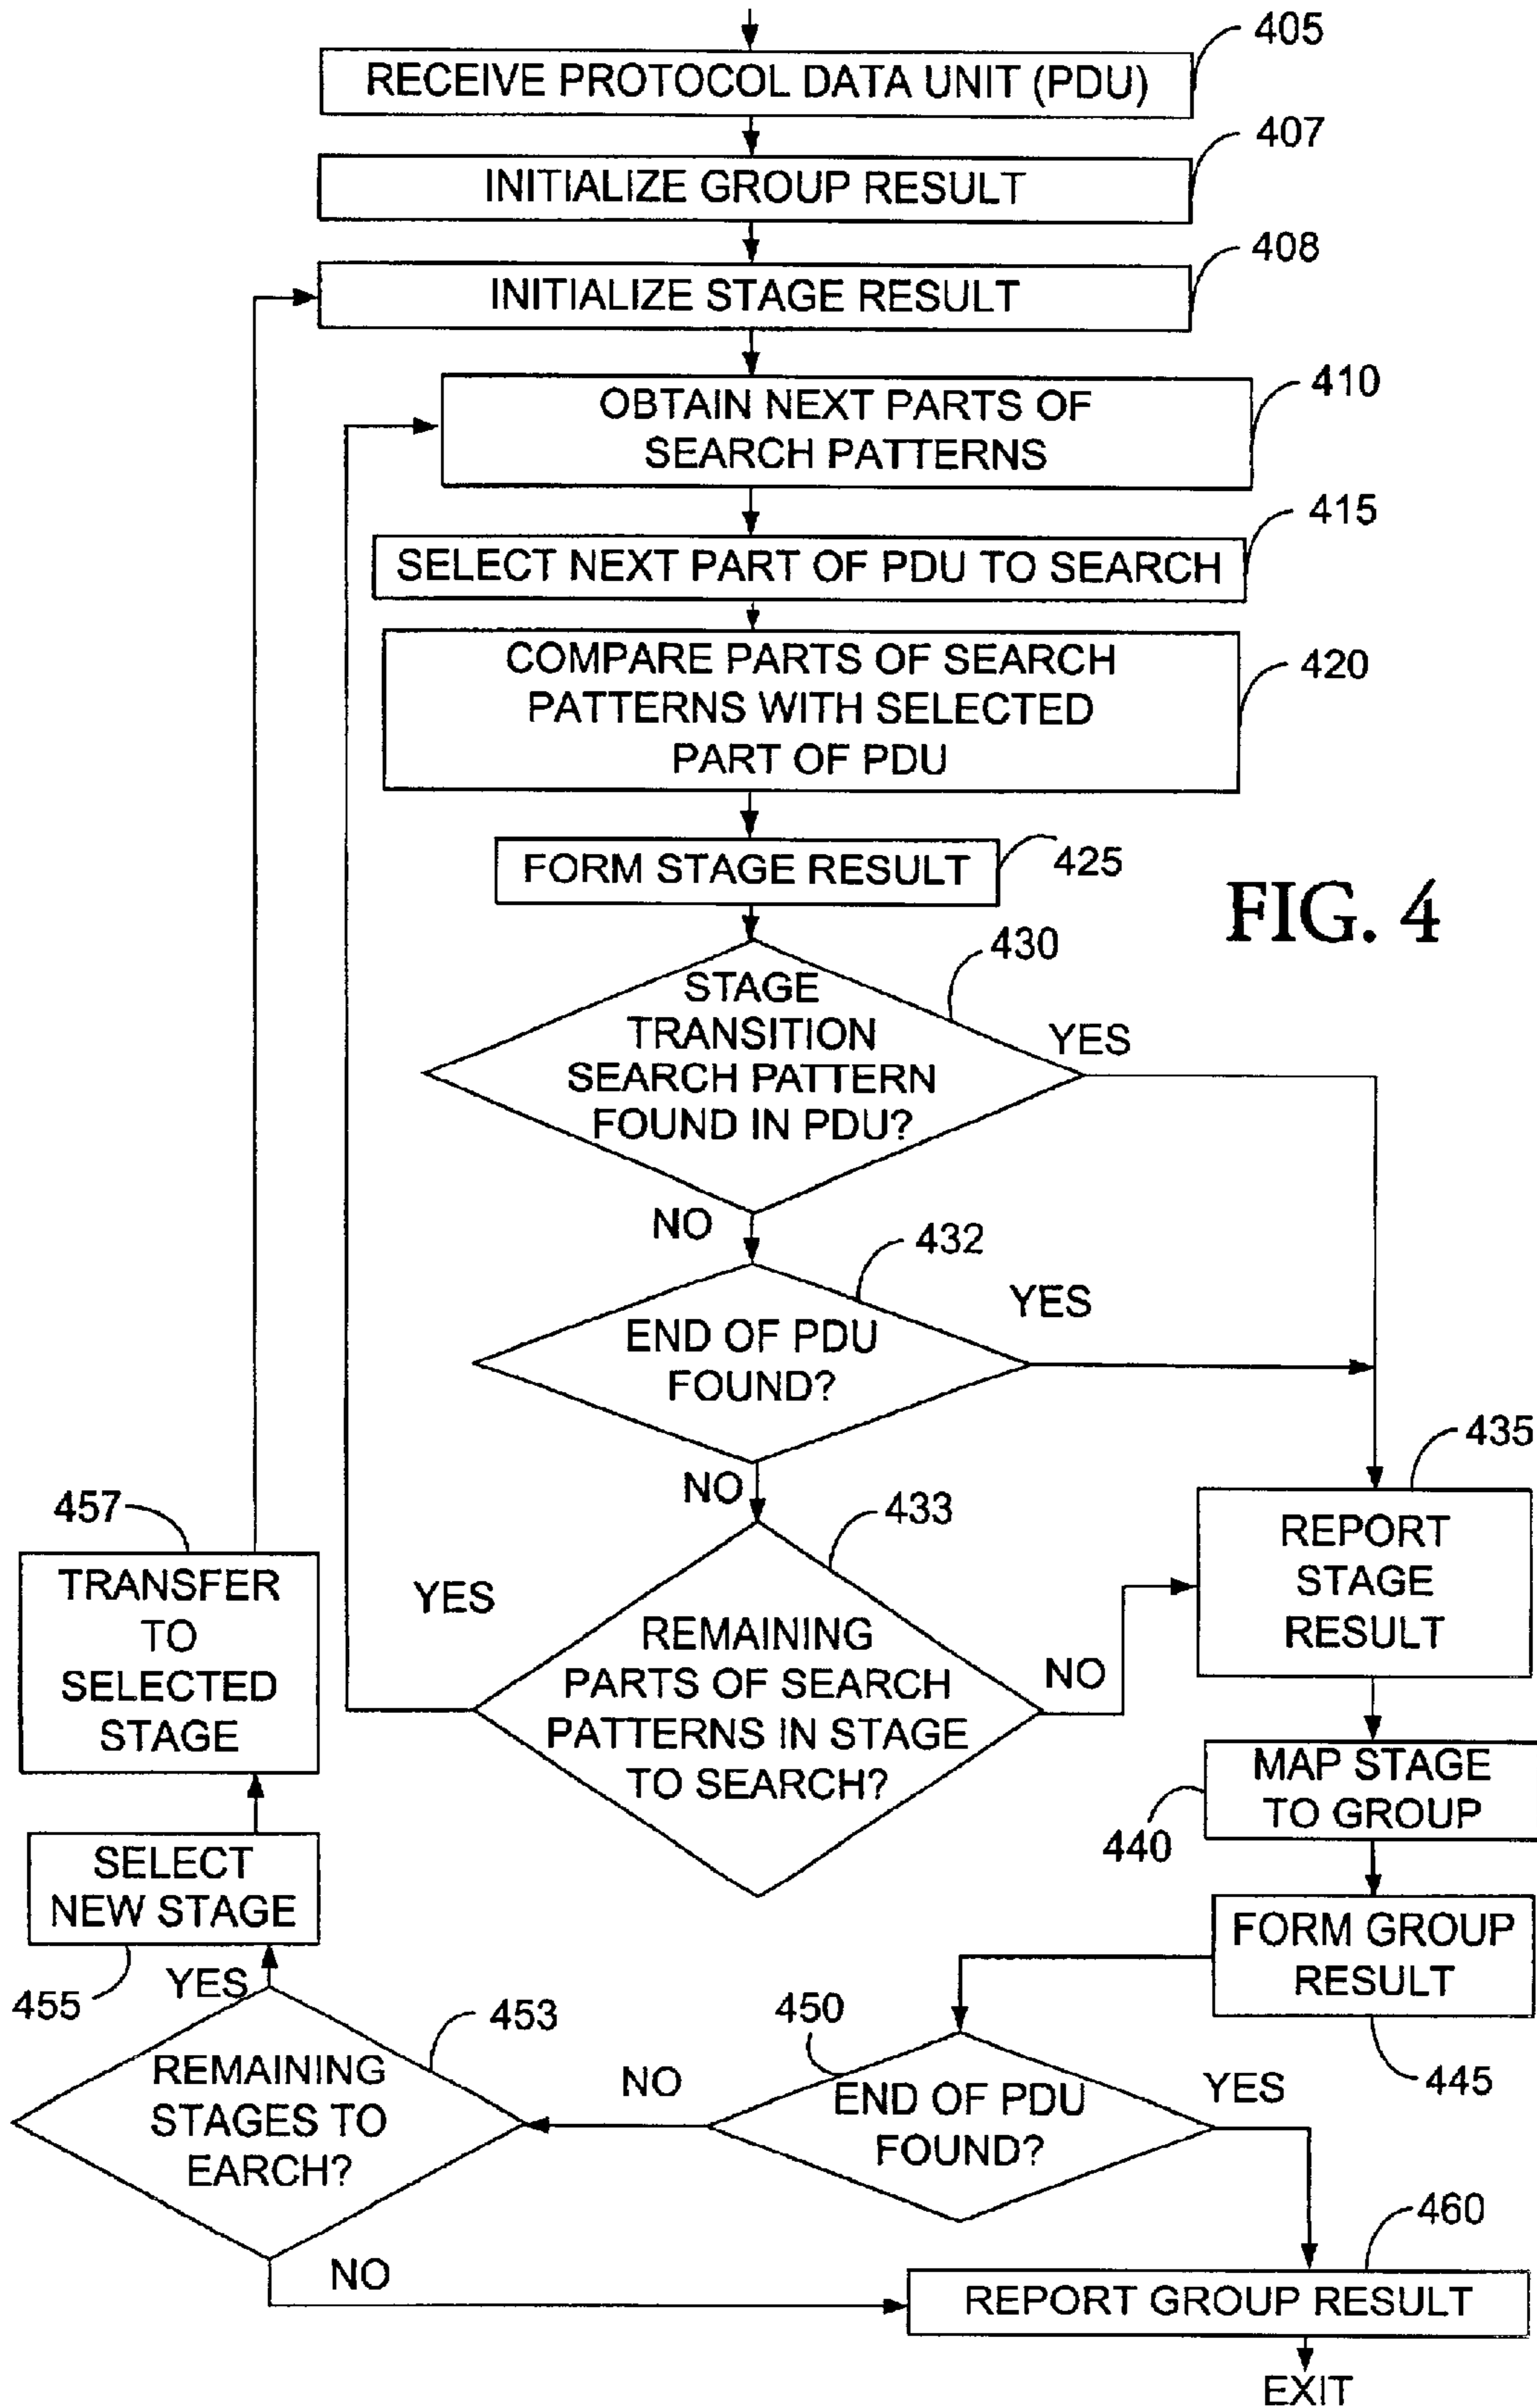 405
RECEIVE PROTOCOL DATA UNIT (PDU)
407
INITIALIZE GROUP RESULT
408
INITIALIZE STAGE RESULT
410
OBTAIN NEXT PARTS OF
SEARCH PATTERNS
415
SELECT NEXT PART OF PDU TO SEARCH
420
COMPARE PARTS OF SEARCH
PATTERNS WITH SELECTED
PART OF PDU
425
FORM STAGE RESULT
FIG. 4
430
STAGE
TRANSITION
SEARCH PATTERN
FOUND IN PDU?
YES
NO
432
END OF PDU
FOUND?
YES
NO
433
REMAINING
PARTS OF SEARCH
PATTERNS IN STAGE
TO SEARCH?
YES
NO
435
REPORT
STAGE
RESULT
MAP STAGE
TO GROUP
440
FORM GROUP
RESULT
445
450
END OF PDU
FOUND?
NO
YES
453
REMAINING
STAGES TO
EARCH?
YES
NO
SELECT
NEW STAGE
455
457
TRANSFER
TO
SELECTED
STAGE
460
REPORT GROUP RESULT
EXIT